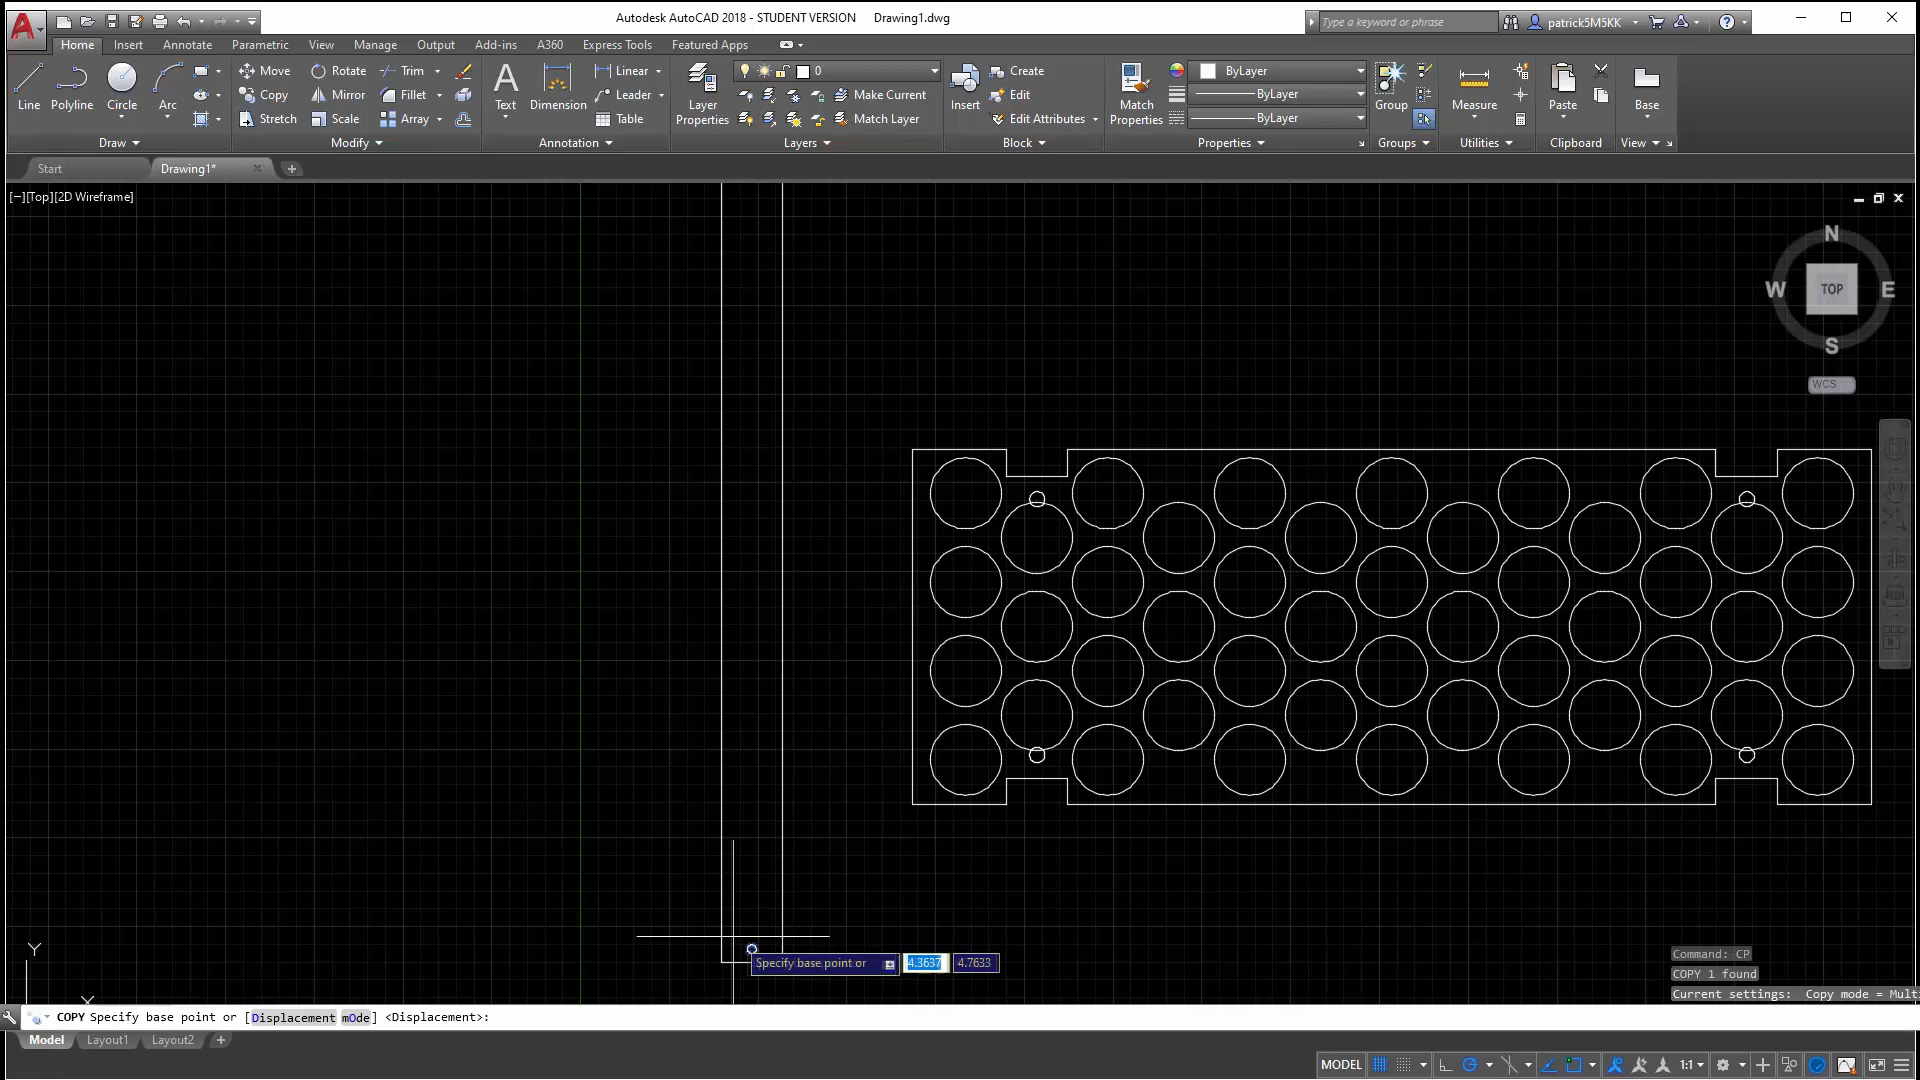 Autodesk AutoCAD 2018 - STUDENT VERSION Drawing1.dwg
Type a keyword or phrase
patrick5M5KK
Home Insert Annotate Parametric View Manage Output Add-ins A360 Express Tools Featured Apps
Line Polyline Circle Arc
Move Rotate Trim
Copy Mirror Fillet
Stretch Scale Array
Text Dimension
Linear
Leader
Table
Layer Properties
0
Make Current
Match Layer
Insert
Create
Edit
Edit Attributes
Match Properties
ByLayer
ByLayer
ByLayer
Group
Measure
Paste
Base
Draw Modify Annotation Layers Block Properties Groups Utilities Clipboard View
Start Drawing1*
[−][Top][2D Wireframe]
N
W TOP E
S
WCS
Y
X
Specify base point or 4.3637 4.7633
Command: CP
COPY 1 found
Current settings: Copy mode = Mult
COPY Specify base point or [Displacement mOde] <Displacement>:
Model Layout1 Layout2
MODEL 1:1